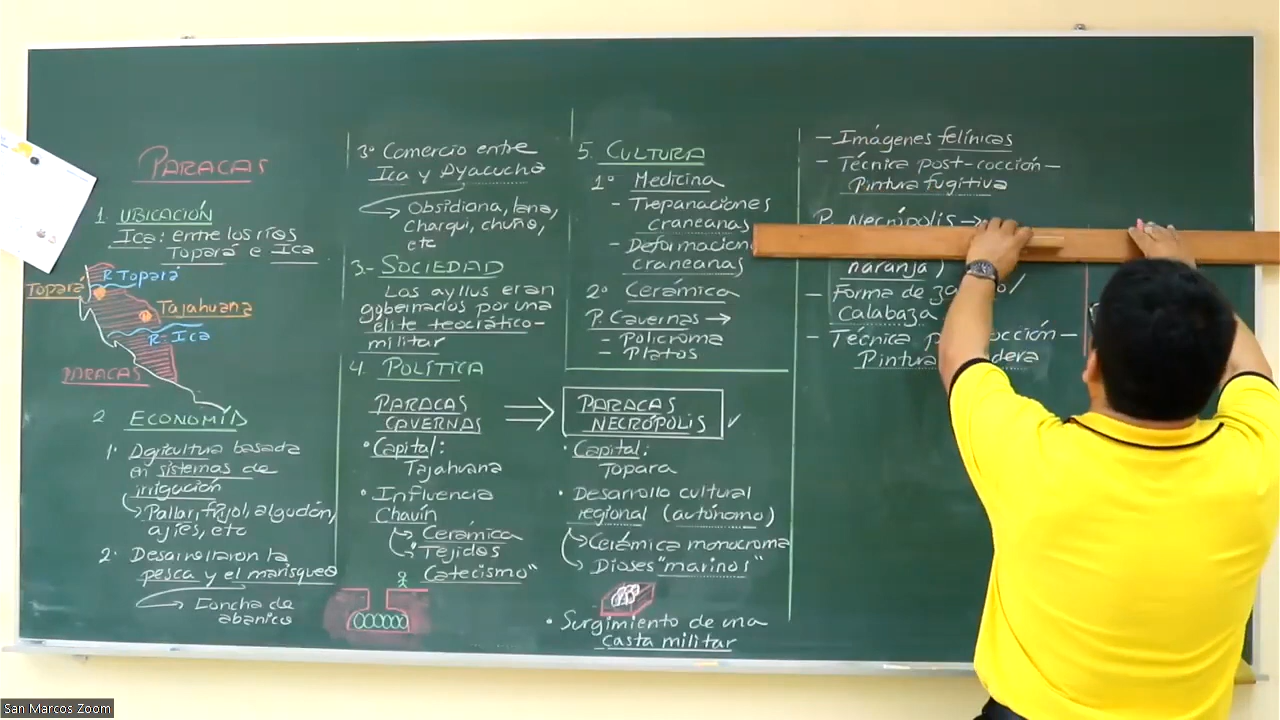 PARACAS
1. UBICACIÓN
Ica: entre los ríos
Topará e Ica
R. Topará
Topará
Tajahuana
R. Ica
PARACAS
2 ECONOMÍA
1° Agricultura basada
en sistemas de
irrigación
Pallar, frijol, algodón,
ajíes, etc
2° Desarrollaron la
pesca y el marisqueo
Concha de
abanico
3° Comercio entre
Ica y Ayacucho
Obsidiana, lana,
charqui, chuño,
etc
3.- SOCIEDAD
Los ayllus eran
gobernados por una
élite teocrático-
militar
4. POLÍTICA
PARACAS
CAVERNAS
• Capital:
Tajahuana
• Influencia
Chavín
Cerámica
Tejidos
Catecismo"
5. CULTURA
1° Medicina
- Trepanaciones
craneanas
- Deformacion
craneanas
2° Cerámica
P. Cavernas →
- Polícroma
- Platos
PARACAS
NECRÓPOLIS
• Capital:
Topara
• Desarrollo cultural
regional (autónomo)
Cerámica monocroma
Dioses "marinos"
• Surgimiento de una
casta militar
- Imágenes felínicas
- Técnica post-cocción-
Pintura fugitiva
P. Necrópolis →
naranja)
- Forma de
Calabaza
- Técnica
Pintura
San Marcos Zoom